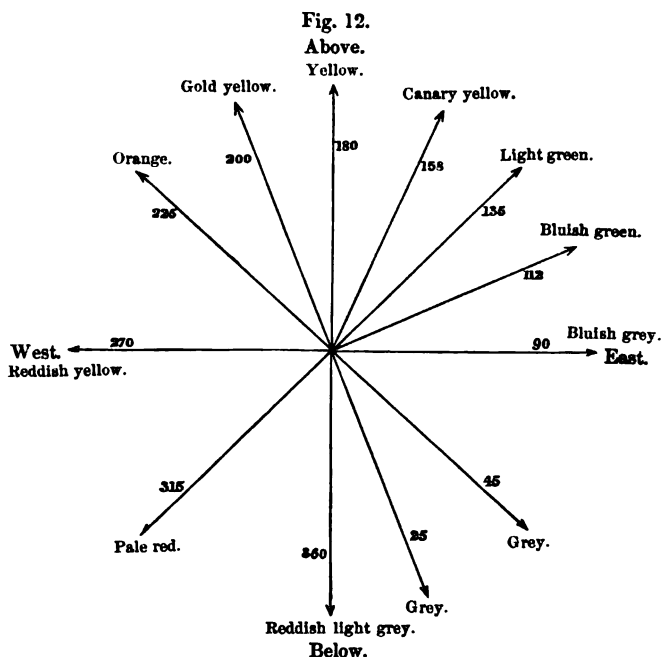 Fig. 12.
Above.
Yellow.
Gold yellow.
Canary yellow.
180
200
158
Orange.
Light green.
225
135
Bluish green.
112
West.
270
Reddish yellow.
90
Bluish grey.
East.
315
45
Pale red.
360
25
Grey.
Grey.
Reddish light grey.
Below.